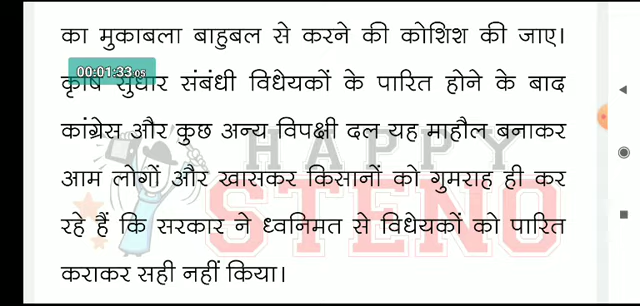 का मुकाबला बाहुबल से करने की कोशिश की जाए।
00:01:33.05
कृषि सुधार संबंधी विधेयकों के पारित होने के बाद
कांग्रेस और कुछ अन्य विपक्षी दल यह माहौल बनाकर
HAPPY
आम लोगों और खासकर किसानों को गुमराह ही कर
STENO
रहे हैं कि सरकार ने ध्वनिमत से विधेयकों को पारित
कराकर सही नहीं किया।